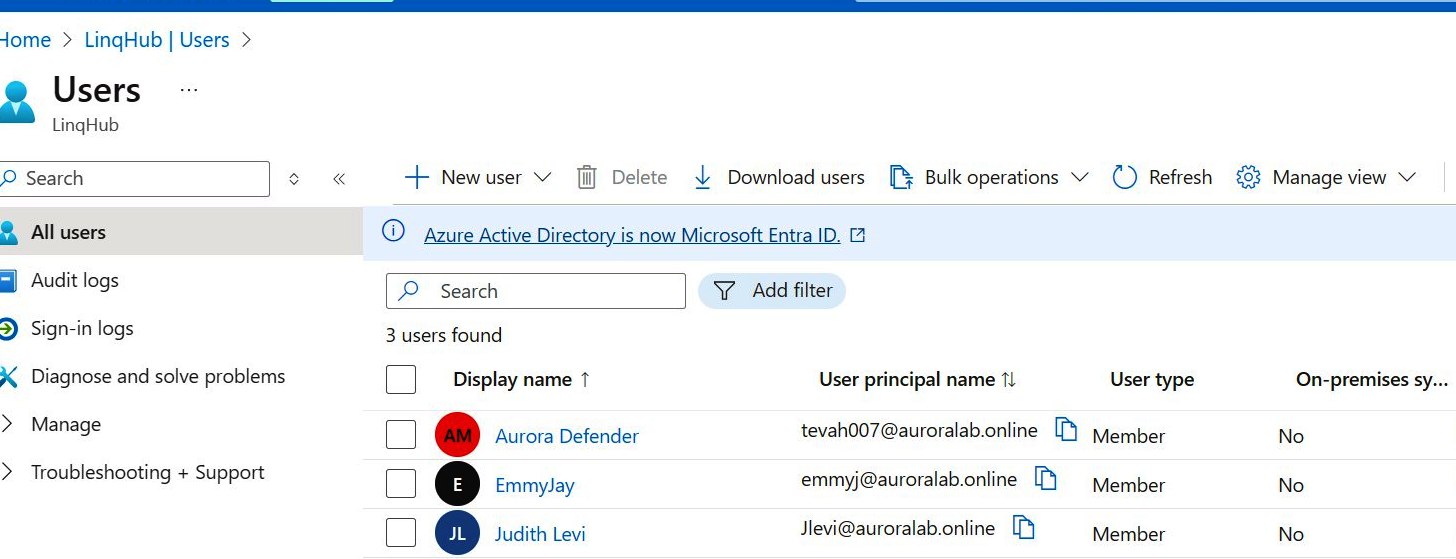 Home > LinqHub | Users >
Users ...
LinqHub
Search
New user Delete Download users Bulk operations Refresh Manage view
All users
Audit logs
Sign-in logs
Diagnose and solve problems
Manage
Troubleshooting + Support
Azure Active Directory is now Microsoft Entra ID.
Search Add filter
3 users found
Display name ↑ User principal name ↑↓ User type On-premises sy...
AM Aurora Defender tevah007@auroralab.online Member No
E EmmyJay emmyj@auroralab.online Member No
JL Judith Levi Jlevi@auroralab.online Member No